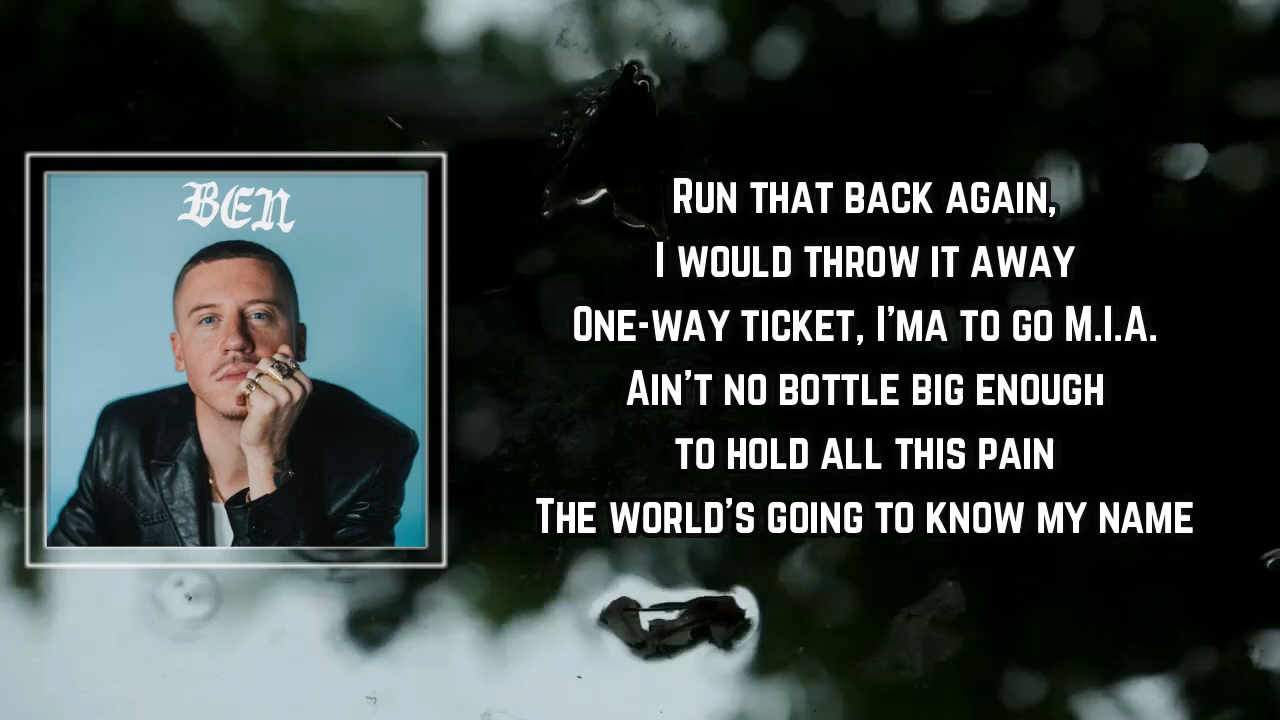 BEN
RUN THAT BACK AGAIN,
I WOULD THROW IT AWAY
ONE-WAY TICKET, I'MA TO GO M.I.A.
AIN'T NO BOTTLE BIG ENOUGH
TO HOLD ALL THIS PAIN
THE WORLD'S GOING TO KNOW MY NAME